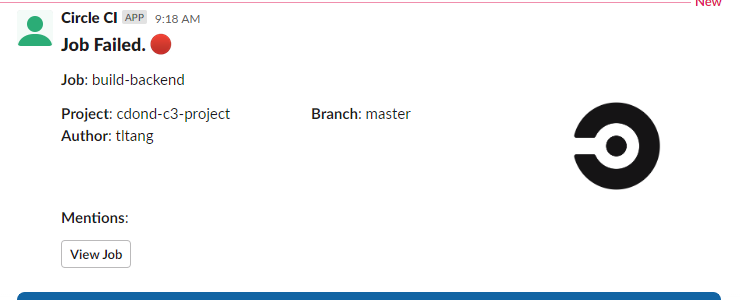 New
Circle CI APP 9:18 AM
Job Failed.
Job: build-backend
Project: cdond-c3-project Branch: master
Author: tltang
Mentions:
View Job